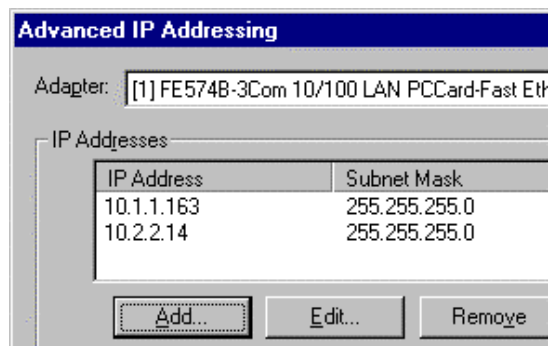 Advanced IP Addressing
Adapter: [1] FE574B-3Com 10/100 LAN PCCard-Fast Eth
IP Addresses
IP Address Subnet Mask
10.1.1.163 255.255.255.0
10.2.2.14 255.255.255.0
Add... Edit... Remove